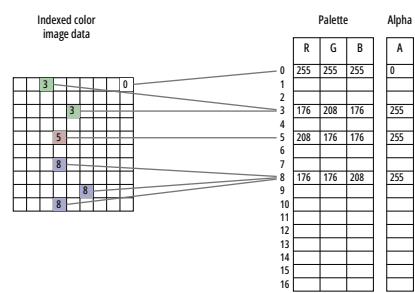 Indexed color
image data
Palette
Alpha
R G B
A
3
0
3
5
8
8
8
0 255 255 255 0
1
2
3 176 208 176 255
4
5 208 176 176 255
6
7
8 176 176 208 255
9
10
11
12
13
14
15
16